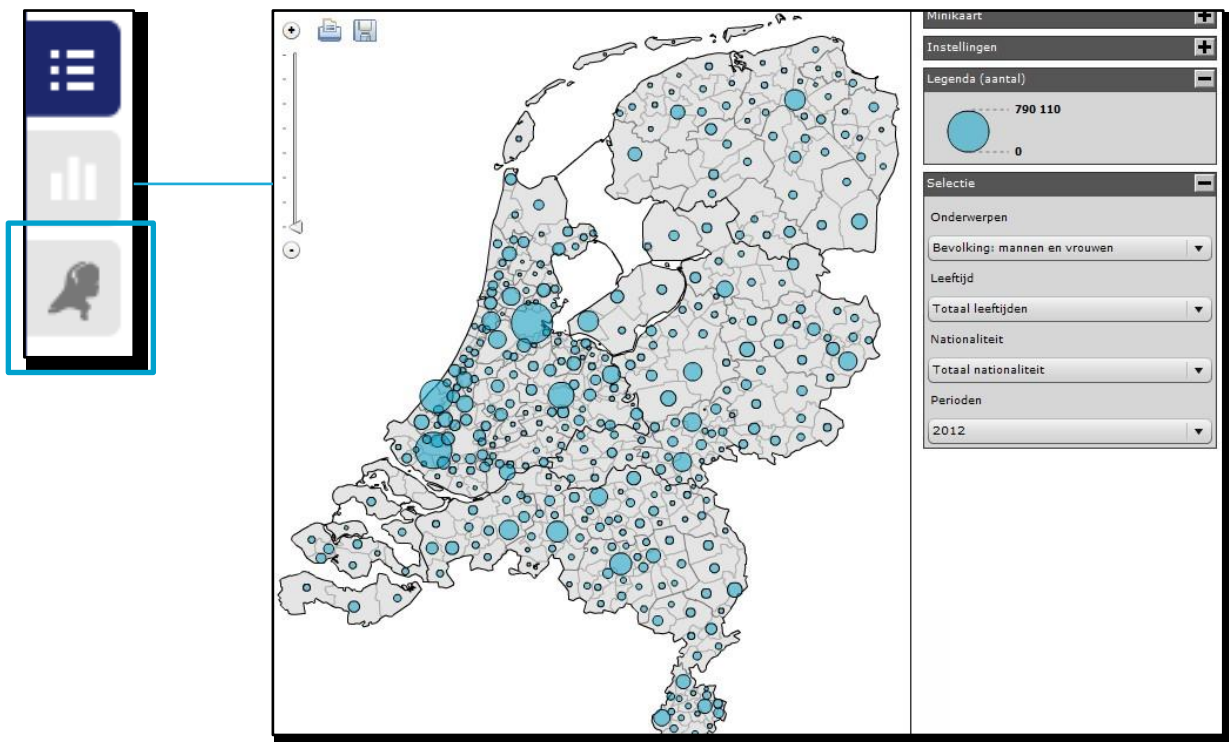 Minikaart
Instellingen
Legenda (aantal)
790 110
0
Selectie
Onderwerpen
Bevolking: mannen en vrouwen
Leeftijd
Totaal leeftijden
Nationaliteit
Totaal nationaliteit
Perioden
2012